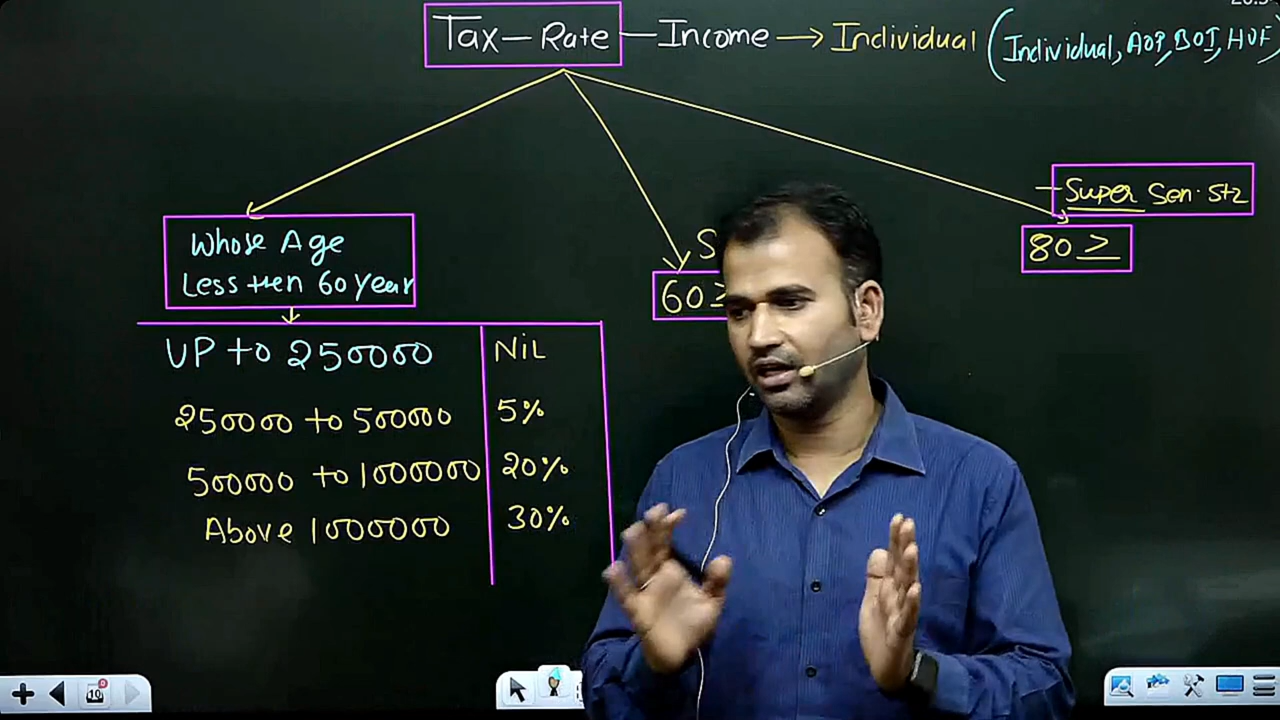 Tax — Rate — Income → Individual (Individual, AOP, BOI, HUF
Super Sen. Stz
80 ≥
Whose Age
Less then 60 year
60 ≥
UP to 250000 NiL
250000 to 500000 5%
500000 to 1000000 20%
Above 1000000 30%
10